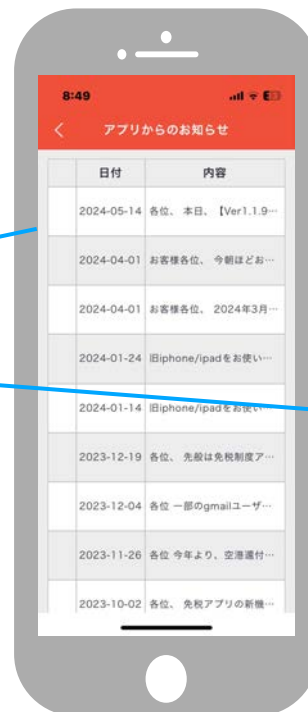 8:49
アプリからのお知らせ
日付 内容
2024-05-14 各位、 本日、【Ver1.1.9…
2024-04-01 お客様各位、 今朝ほどお…
2024-04-01 お客様各位、 2024年3月…
2024-01-24 旧iphone/ipadをお使い…
2024-01-14 旧iphone/ipadをお使い…
2023-12-19 各位、 先般は免税制度ア…
2023-12-04 各位 一部のgmailユーザ…
2023-11-26 各位 今年より、空港還付…
2023-10-02 各位、 免税アプリの新機…